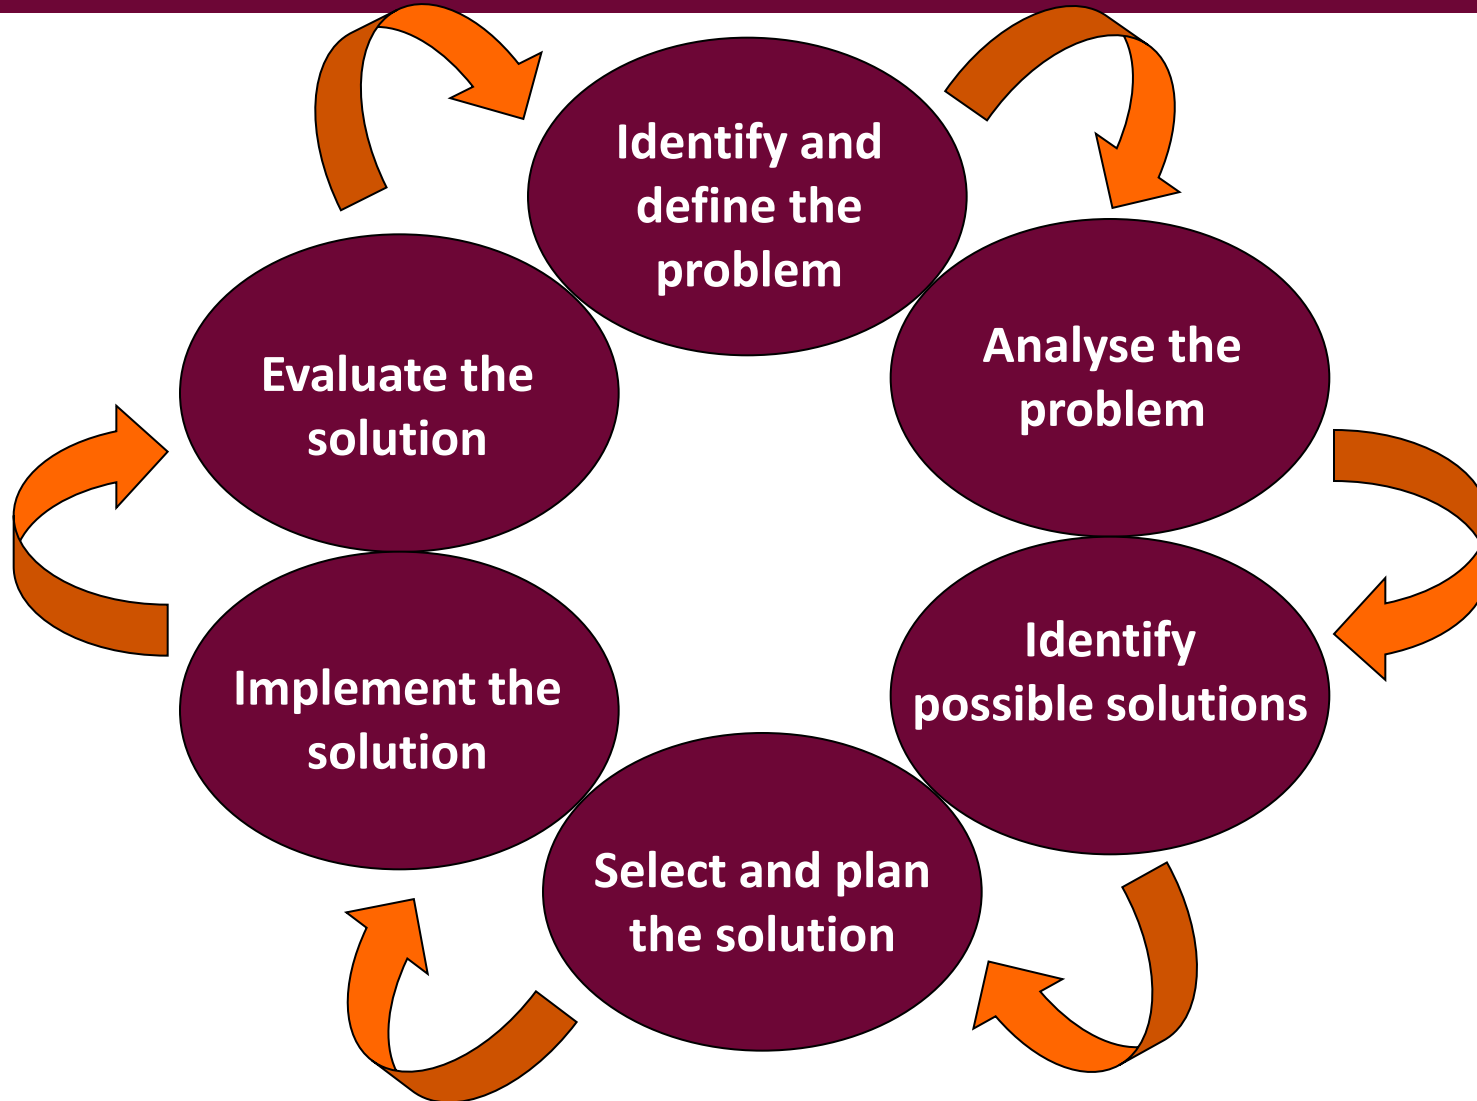 Identify and
define the
problem
Analyse the
problem
Identify
possible solutions
Select and plan
the solution
Implement the
solution
Evaluate the
solution